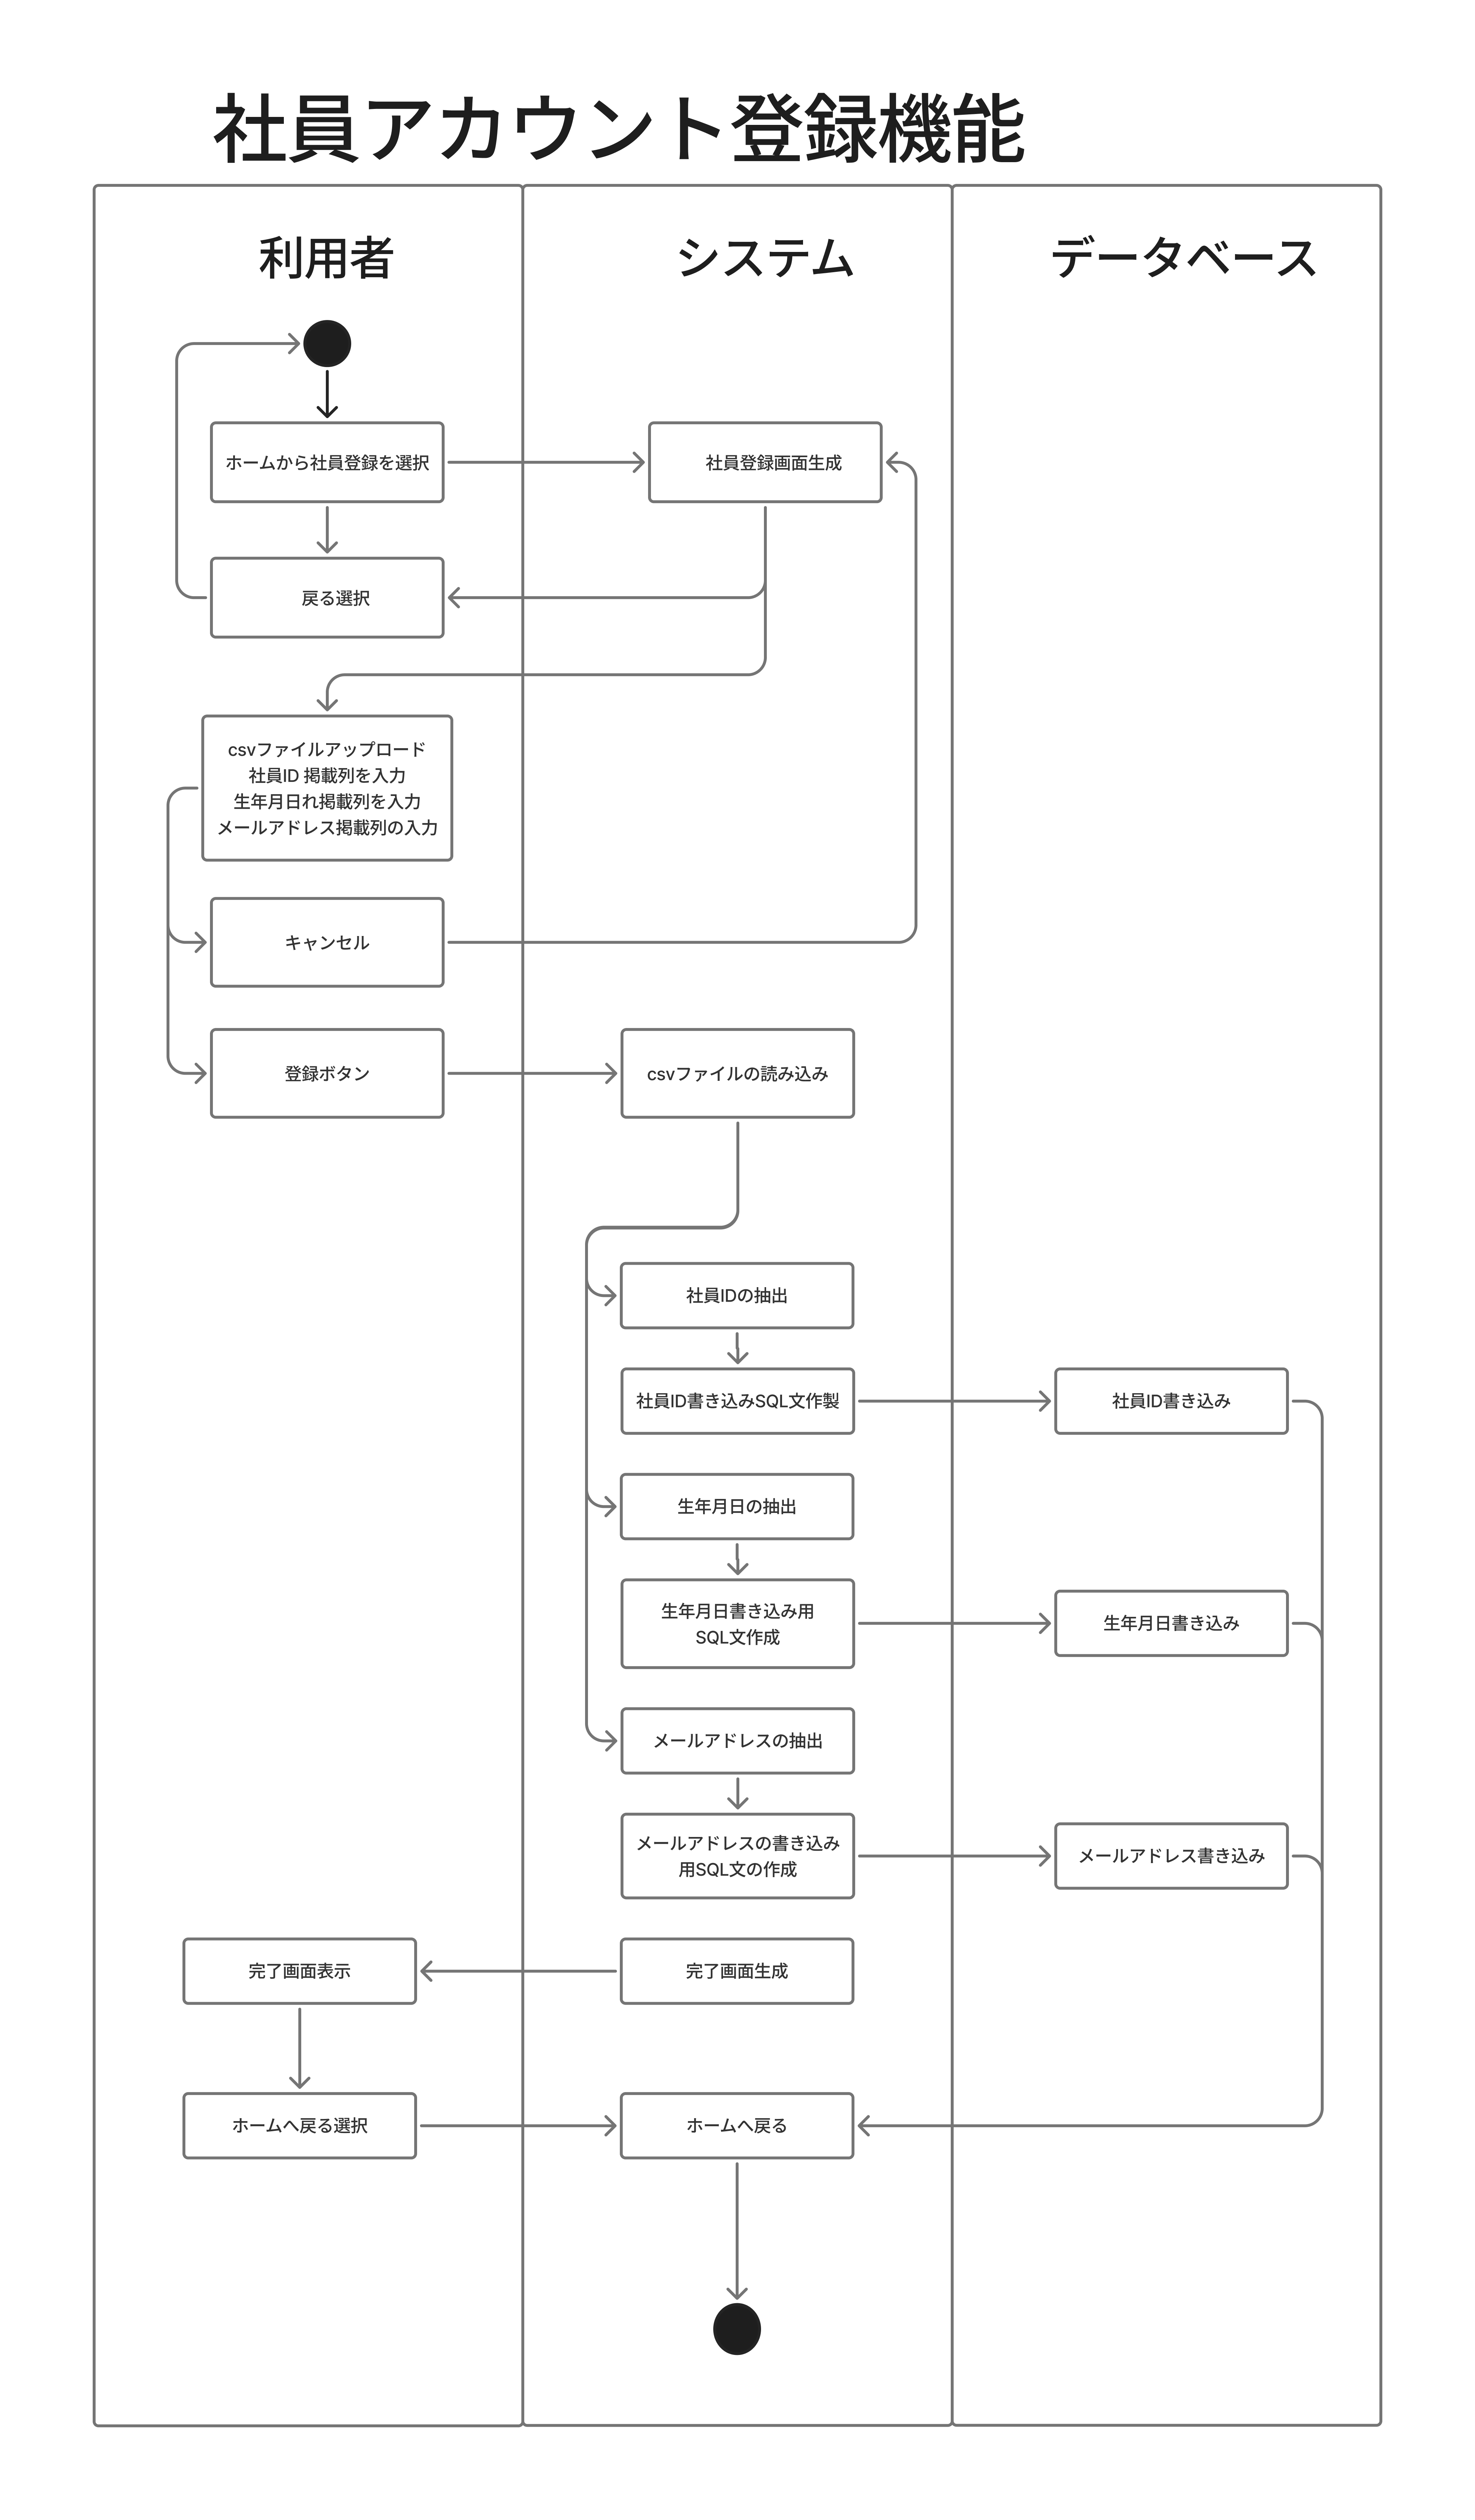 社員アカウント登録機能
利用者
システム
データベース
ホームから社員登録を選択
社員登録画面生成
戻る選択
csvファイルアップロード
社員ID 掲載列を入力
生年月日れ掲載列を入力
メールアドレス掲載列の入力
キャンセル
登録ボタン
csvファイルの読み込み
社員IDの抽出
社員ID書き込みSQL文作製
社員ID書き込み
生年月日の抽出
生年月日書き込み用
SQL文作成
生年月日書き込み
メールアドレスの抽出
メールアドレスの書き込み
用SQL文の作成
メールアドレス書き込み
完了画面表示
完了画面生成
ホームへ戻る選択
ホームへ戻る